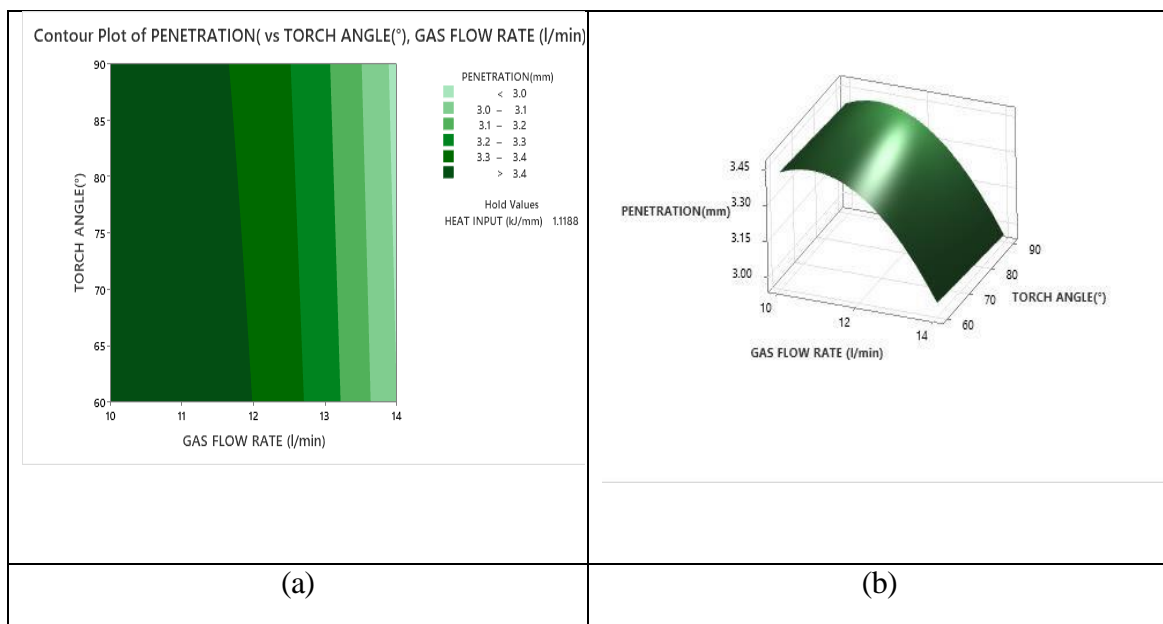 Contour Plot of PENETRATION( vs TORCH ANGLE(°), GAS FLOW RATE (l/min)
90
85
80
75
70
65
60
TORCH ANGLE(°)
10 11 12 13 14
GAS FLOW RATE (l/min)
PENETRATION(mm)
< 3.0
3.0 – 3.1
3.1 – 3.2
3.2 – 3.3
3.3 – 3.4
> 3.4
Hold Values
HEAT INPUT (kJ/mm) 1.1188
3.45
3.30
3.15
3.00
PENETRATION(mm)
10
12
14
GAS FLOW RATE (l/min)
90
80
70
60
TORCH ANGLE(°)
(a)
(b)